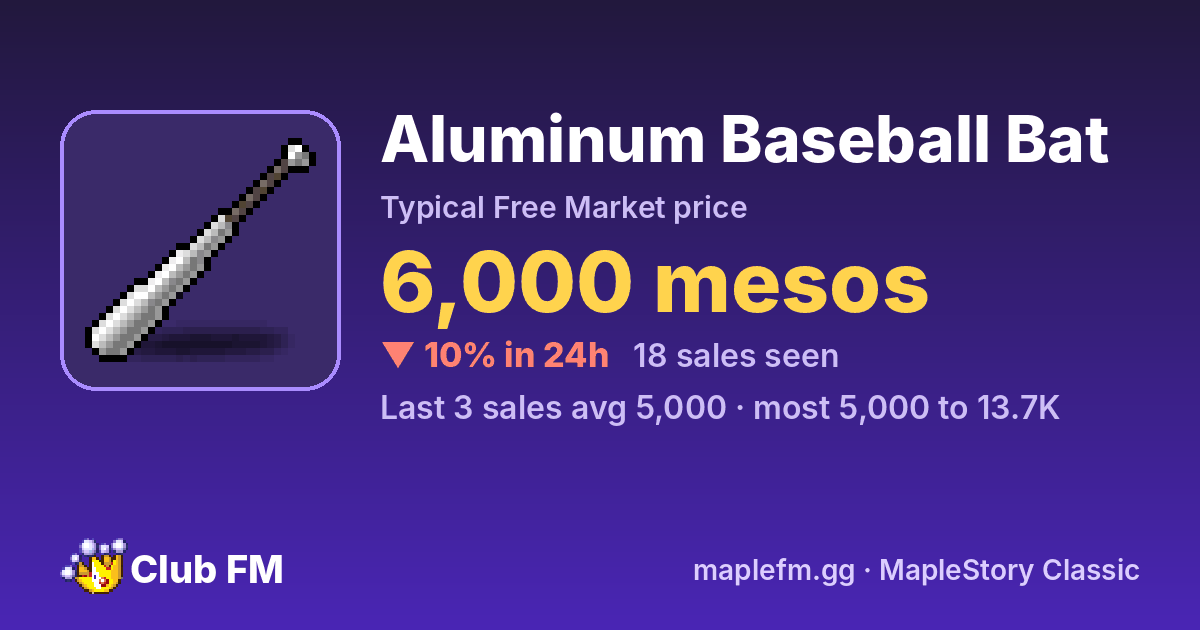 Aluminum Baseball Bat
Typical Free Market price
6,000 mesos
▼ 10% in 24h 18 sales seen
Last 3 sales avg 5,000 · most 5,000 to 13.7K
Club FM
maplefm.gg · MapleStory Classic